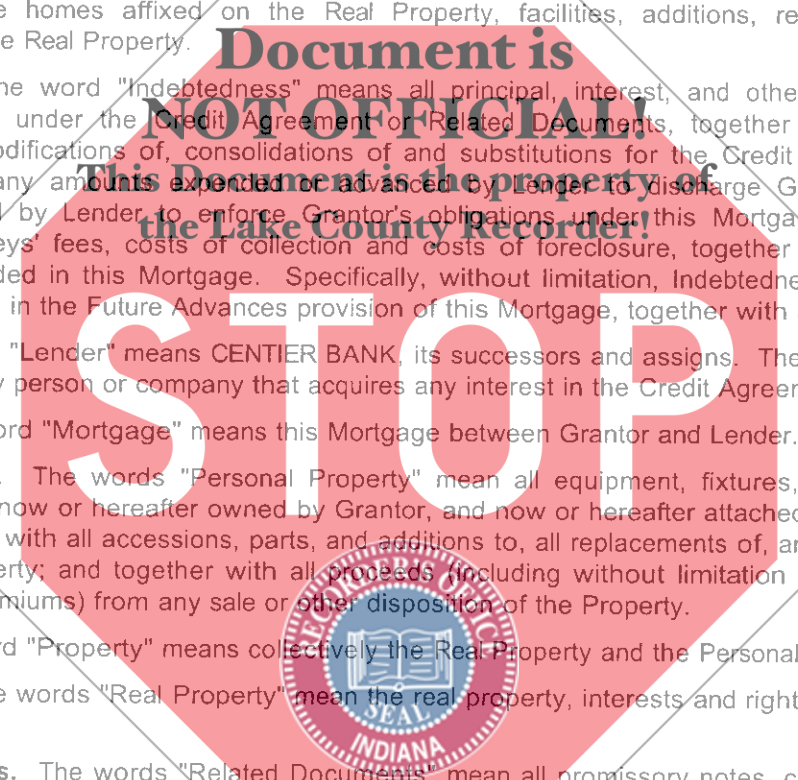 e homes affixed on the Real Property, facilities, additions, re
e Real Property.
Document is
ne word "Indebtedness" means all principal, interest, and othe
NOT OFFICIAL!
under the Credit Agreement or Related Documents, together
odifications of, consolidations of and substitutions for the Credit
This Document is the property of
any amounts expended or advanced by Lender to discharge G
the Lake County Recorder!
d by Lender to enforce Grantor's obligations under this Mortga
eys' fees, costs of collection and costs of foreclosure, together
ded in this Mortgage. Specifically, without limitation, Indebtedne
in the Future Advances provision of this Mortgage, together with
STOP
"Lender" means CENTIER BANK, its successors and assigns. The
y person or company that acquires any interest in the Credit Agreer
ord "Mortgage" means this Mortgage between Grantor and Lender.
. The words "Personal Property" mean all equipment, fixtures,
now or hereafter owned by Grantor, and now or hereafter attached
with all accessions, parts, and additions to, all replacements of, an
erty; and together with all proceeds (including without limitation
miums) from any sale or other disposition of the Property.
RECORDER'S OFFICE
rd "Property" means collectively the Real Property and the Personal
e words "Real Property" mean the real property, interests and right
SEAL
INDIANA
s. The words "Related Documents" mean all promissory notes, c